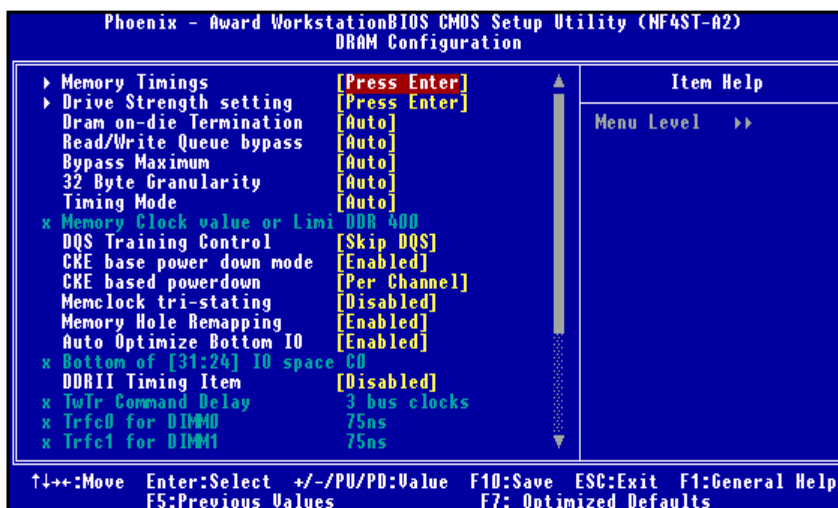 Phoenix - Award WorkstationBIOS CMOS Setup Utility (NF4ST-A2)
DRAM Configuration
Memory Timings [Press Enter]
Drive Strength setting [Press Enter]
Dram on-die Termination [Auto]
Read/Write Queue bypass [Auto]
Bypass Maximum [Auto]
32 Byte Granularity [Auto]
Timing Mode [Auto]
x Memory Clock value or Limi DDR 400
DQS Training Control [Skip DQS]
CKE base power down mode [Enabled]
CKE based powerdown [Per Channel]
Memclock tri-stating [Disabled]
Memory Hole Remapping [Enabled]
Auto Optimize Bottom IO [Enabled]
x Bottom of [31:24] IO space C0
DDRII Timing Item [Disabled]
x TwTr Command Delay 3 bus clocks
x Trfc0 for DIMM0 75ns
x Trfc1 for DIMM1 75ns
Item Help
Menu Level ▸▸
↑↓→←:Move Enter:Select +/-/PU/PD:Value F10:Save ESC:Exit F1:General Help
F5:Previous Values F7: Optimized Defaults